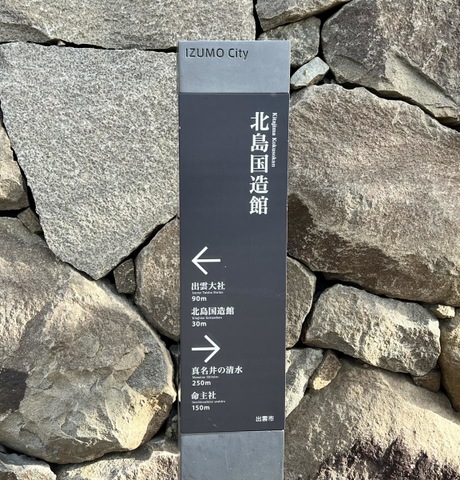 IZUMO City
北島国造館
Kitajima Kokusokan
出雲大社
90m
北島国造館
30m
真名井の清水
250m
命主社
150m
出雲市